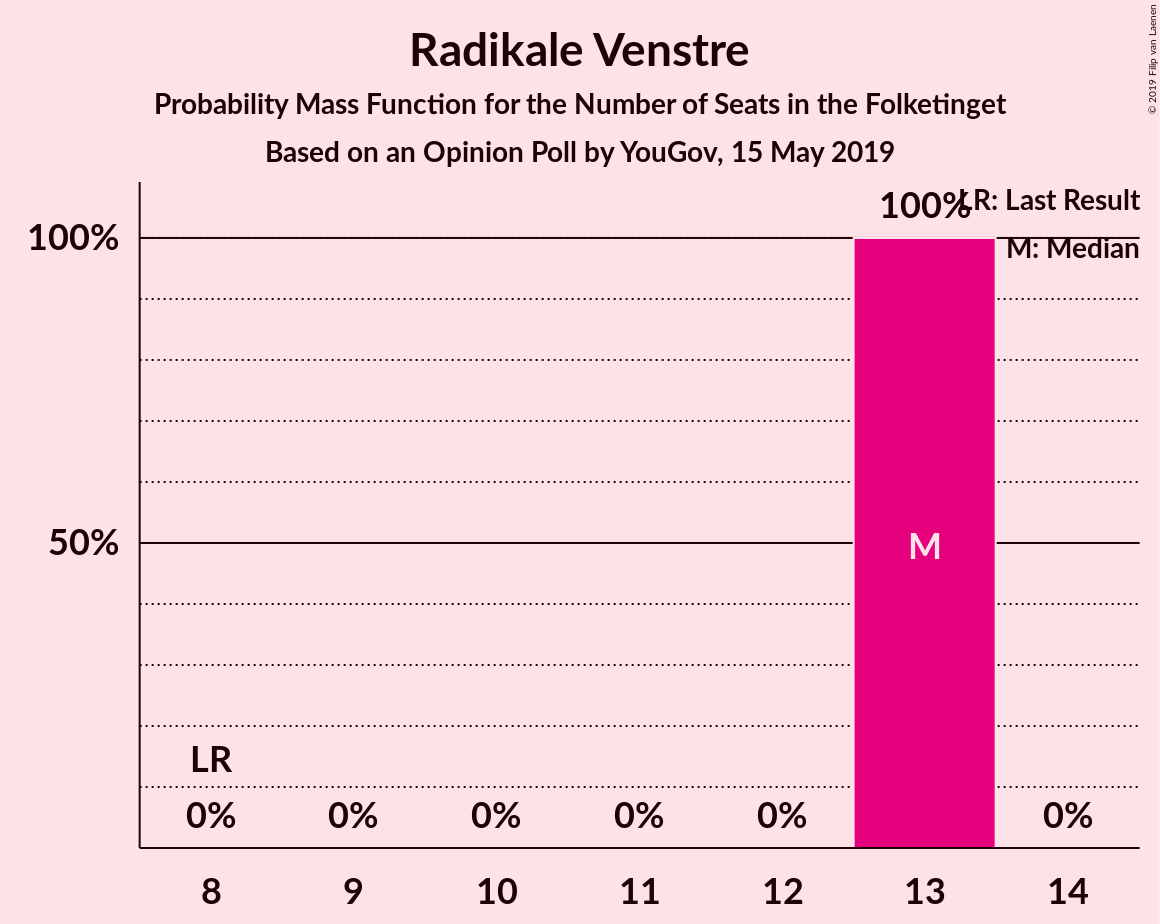 Radikale Venstre
Probability Mass Function for the Number of Seats in the Folketinget
Based on an Opinion Poll by YouGov, 15 May 2019
© 2019 Filip van Laenen
100%
LR: Last Result
100%
M: Median
50%
M
LR
0% 0% 0% 0% 0% 0%
8 9 10 11 12 13 14